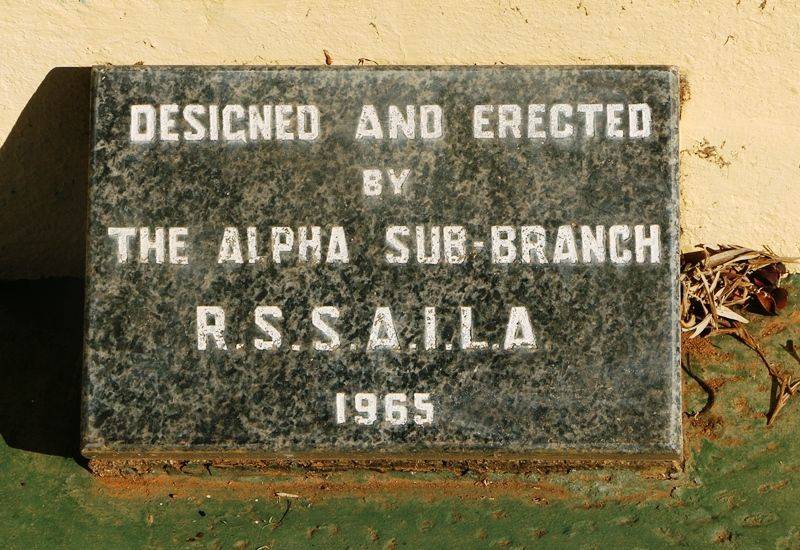 DESIGNED AND ERECTED
BY
THE ALPHA SUB-BRANCH
R.S.S.A.I.L.A
1965